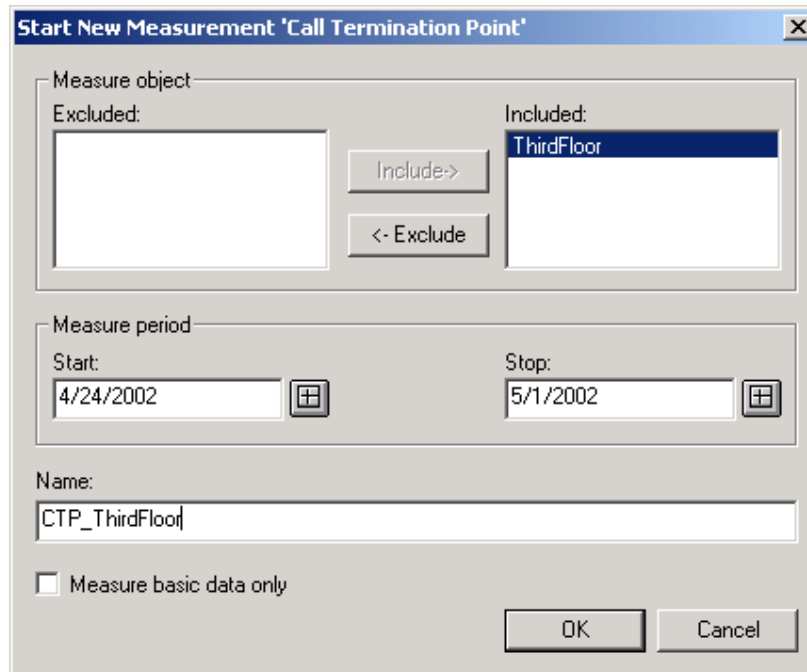 Start New Measurement 'Call Termination Point'
Measure object
Excluded:
Included:
ThirdFloor
Include->
<- Exclude
Measure period
Start:
Stop:
4/24/2002
5/1/2002
Name:
CTP_ThirdFloor
Measure basic data only
OK
Cancel